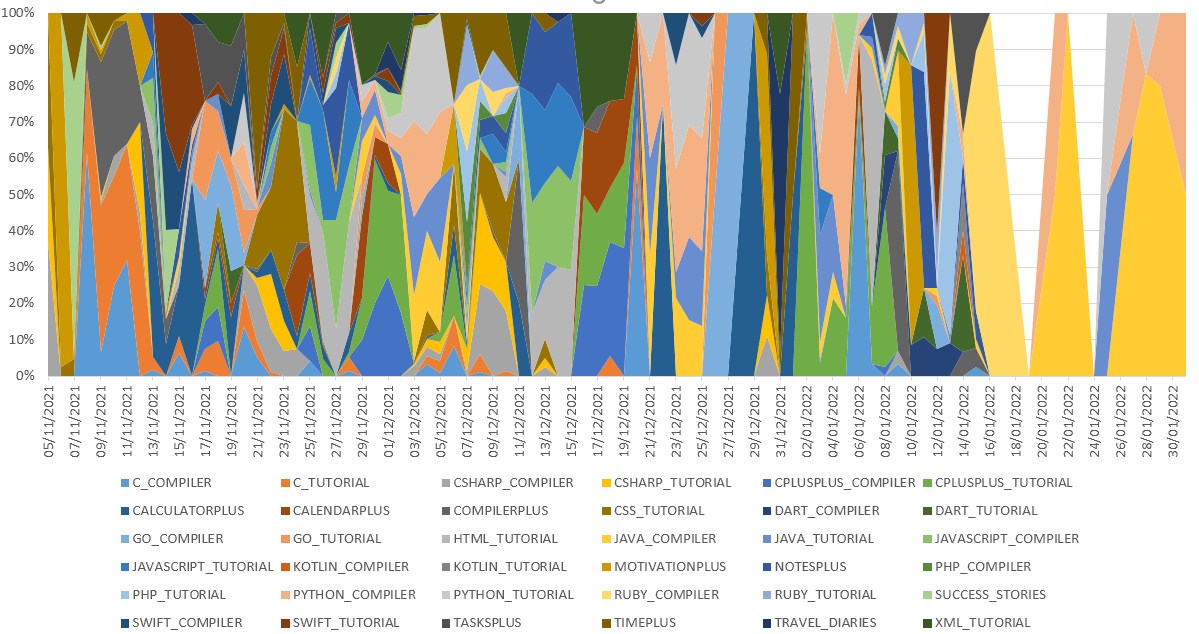 100%
90%
80%
70%
60%
50%
40%
30%
20%
10%
0%
05/11/2021 07/11/2021 09/11/2021 11/11/2021 13/11/2021 15/11/2021 17/11/2021 19/11/2021 21/11/2021 23/11/2021 25/11/2021 27/11/2021 29/11/2021 01/12/2021 03/12/2021 05/12/2021 07/12/2021 09/12/2021 11/12/2021 13/12/2021 15/12/2021 17/12/2021 19/12/2021 21/12/2021 23/12/2021 25/12/2021 27/12/2021 29/12/2021 31/12/2021 02/01/2022 04/01/2022 06/01/2022 08/01/2022 10/01/2022 12/01/2022 14/01/2022 16/01/2022 18/01/2022 20/01/2022 22/01/2022 24/01/2022 26/01/2022 28/01/2022 30/01/2022
C_COMPILER C_TUTORIAL CSHARP_COMPILER CSHARP_TUTORIAL CPLUSPLUS_COMPILER CPLUSPLUS_TUTORIAL
CALCULATORPLUS CALENDARPLUS COMPILERPLUS CSS_TUTORIAL DART_COMPILER DART_TUTORIAL
GO_COMPILER GO_TUTORIAL HTML_TUTORIAL JAVA_COMPILER JAVA_TUTORIAL JAVASCRIPT_COMPILER
JAVASCRIPT_TUTORIAL KOTLIN_COMPILER KOTLIN_TUTORIAL MOTIVATIONPLUS NOTESPLUS PHP_COMPILER
PHP_TUTORIAL PYTHON_COMPILER PYTHON_TUTORIAL RUBY_COMPILER RUBY_TUTORIAL SUCCESS_STORIES
SWIFT_COMPILER SWIFT_TUTORIAL TASKSPLUS TIMEPLUS TRAVEL_DIARIES XML_TUTORIAL